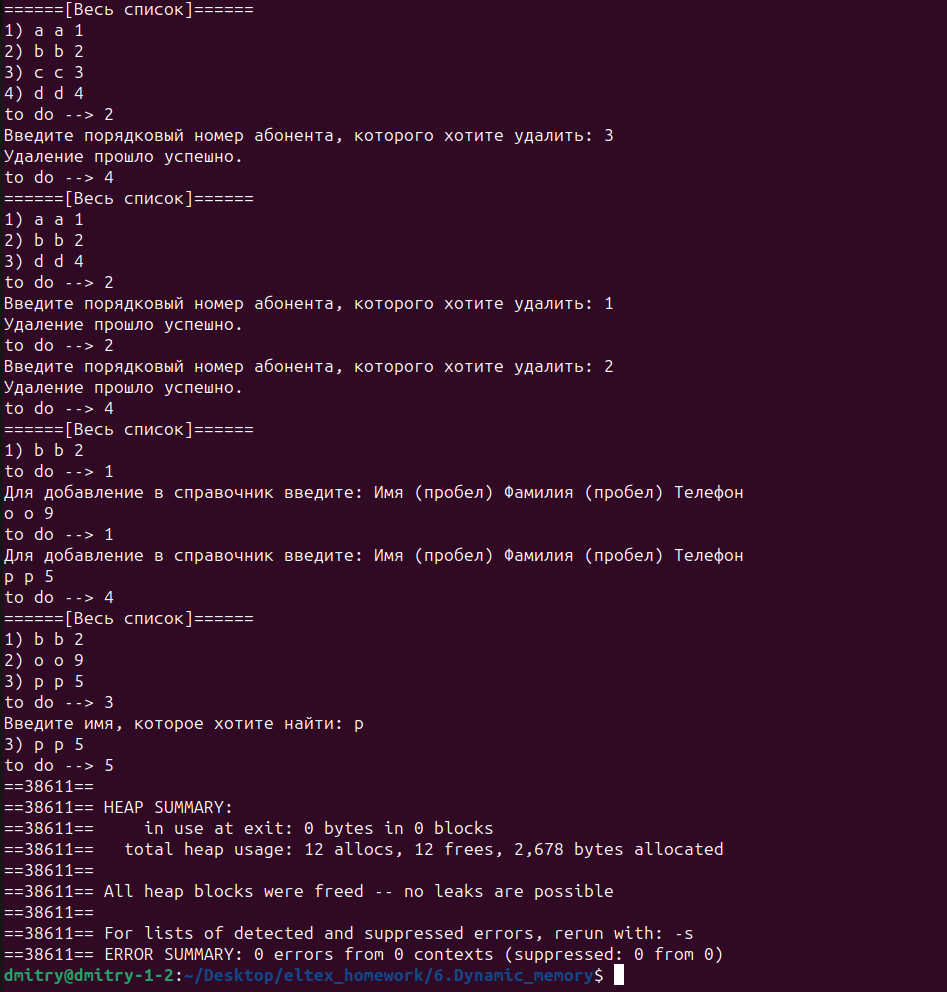 ======[Весь список]======
1) a a 1
2) b b 2
3) c c 3
4) d d 4
to do --> 2
Введите порядковый номер абонента, которого хотите удалить: 3
Удаление прошло успешно.
to do --> 4
======[Весь список]======
1) a a 1
2) b b 2
3) d d 4
to do --> 2
Введите порядковый номер абонента, которого хотите удалить: 1
Удаление прошло успешно.
to do --> 2
Введите порядковый номер абонента, которого хотите удалить: 2
Удаление прошло успешно.
to do --> 4
======[Весь список]======
1) b b 2
to do --> 1
Для добавление в справочник введите: Имя (пробел) Фамилия (пробел) Телефон
o o 9
to do --> 1
Для добавление в справочник введите: Имя (пробел) Фамилия (пробел) Телефон
p p 5
to do --> 4
======[Весь список]======
1) b b 2
2) o o 9
3) p p 5
to do --> 3
Введите имя, которое хотите найти: p
3) p p 5
to do --> 5
==38611==
==38611== HEAP SUMMARY:
==38611==     in use at exit: 0 bytes in 0 blocks
==38611==   total heap usage: 12 allocs, 12 frees, 2,678 bytes allocated
==38611==
==38611== All heap blocks were freed -- no leaks are possible
==38611==
==38611== For lists of detected and suppressed errors, rerun with: -s
==38611== ERROR SUMMARY: 0 errors from 0 contexts (suppressed: 0 from 0)
dmitry@dmitry-1-2:~/Desktop/eltex_homework/6.Dynamic_memory$